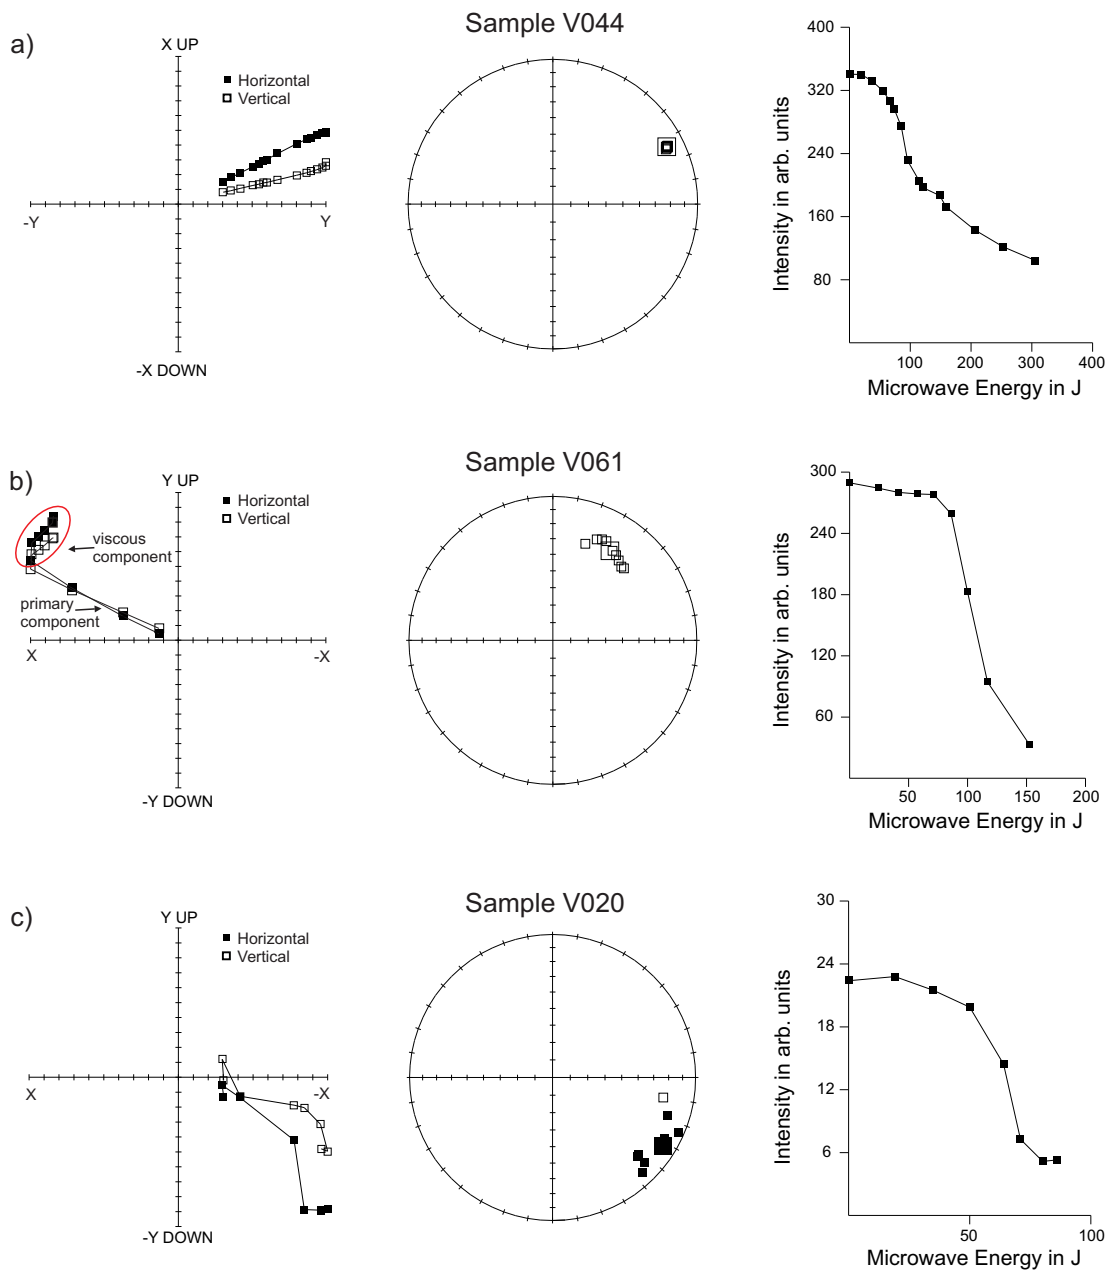 a)
Sample V044
X UP
Horizontal
Vertical
-Y
Y
-X DOWN
Intensity in arb. units
400
320
240
160
80
100
200
300
400
Microwave Energy in J
b)
Sample V061
Y UP
Horizontal
Vertical
viscous
component
primary
component
X
-X
-Y DOWN
Intensity in arb. units
300
240
180
120
60
50
100
150
200
Microwave Energy in J
c)
Sample V020
Y UP
Horizontal
Vertical
X
-X
-Y DOWN
Intensity in arb. units
30
24
18
12
6
50
100
Microwave Energy in J